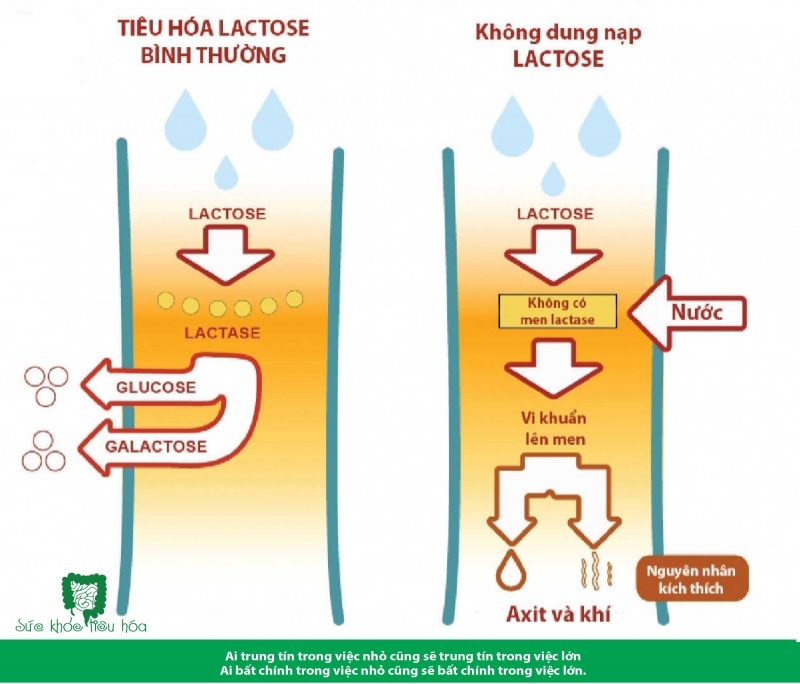 TIÊU HÓA LACTOSE
BÌNH THƯỜNG
LACTOSE
LACTASE
GLUCOSE
GALACTOSE
Không dung nạp
LACTOSE
LACTOSE
Không có
men lactase
Nước
Vi khuẩn
lên men
Axit và khí
Nguyên nhân
kích thích
Sức khỏe tiêu hóa
Ai trung tín trong việc nhỏ cũng sẽ trung tín trong việc lớn
Ai bất chính trong việc nhỏ cũng sẽ bất chính trong việc lớn.